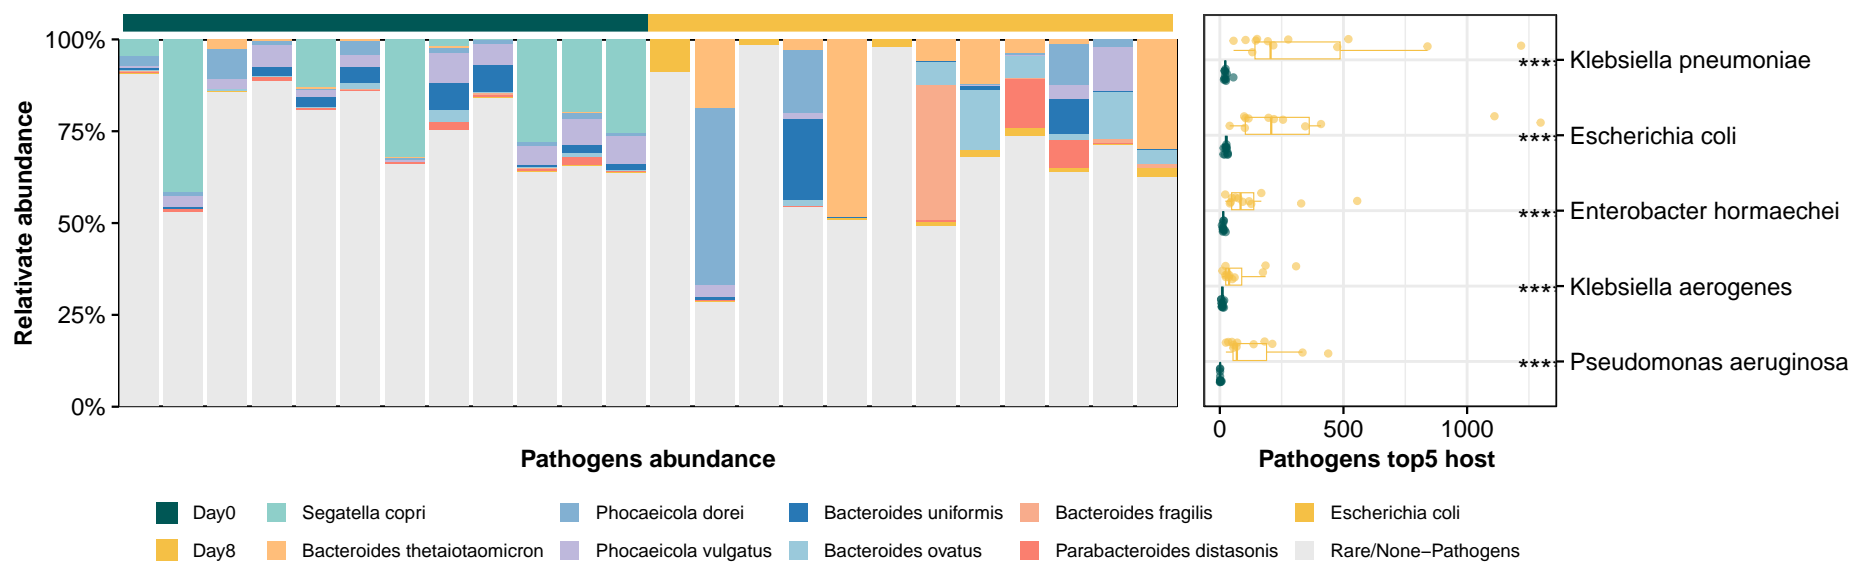 100%
75%
50%
25%
0%
Relativate abundance
Pathogens abundance
**** Klebsiella pneumoniae
**** Escherichia coli
**** Enterobacter hormaechei
**** Klebsiella aerogenes
**** Pseudomonas aeruginosa
0 500 1000
Pathogens top5 host
Day0 Segatella copri Phocaeicola dorei Bacteroides uniformis Bacteroides fragilis Escherichia coli
Day8 Bacteroides thetaiotaomicron Phocaeicola vulgatus Bacteroides ovatus Parabacteroides distasonis Rare/None−Pathogens